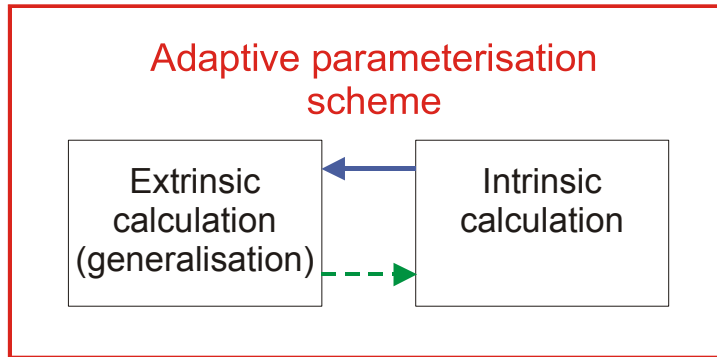 Adaptive parameterisation
scheme
Extrinsic
calculation
(generalisation)
Intrinsic
calculation